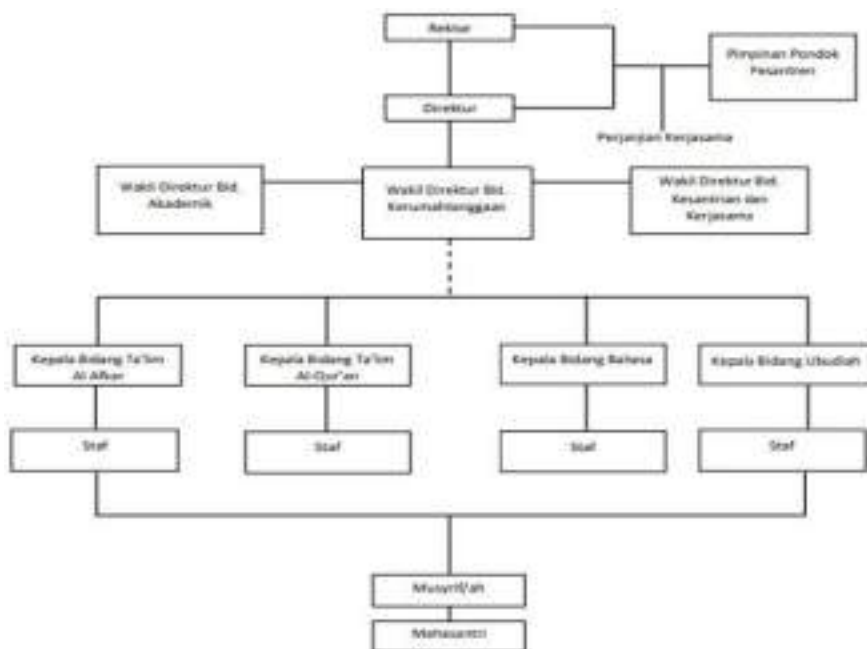 Rektor
Pimpinan Pondok
Pesantren
Direktur
Perjanjian Kerjasama
Wakil Direktur Bid.
Akademik
Wakil Direktur Bid.
Kerumahtanggaan
Wakil Direktur Bid.
Kesantrian dan
Kerjasama
Kepala Bidang Ta'lim
Al Afkar
Kepala Bidang Ta'lim
Al-Qur'an
Kepala Bidang Bahasa
Kepala Bidang Ubudiah
Staf
Staf
Staf
Staf
Musyrif/ah
Mahasantri